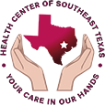 HEALTH CENTER OF SOUTHEAST TEXAS
YOUR CARE IN OUR HANDS